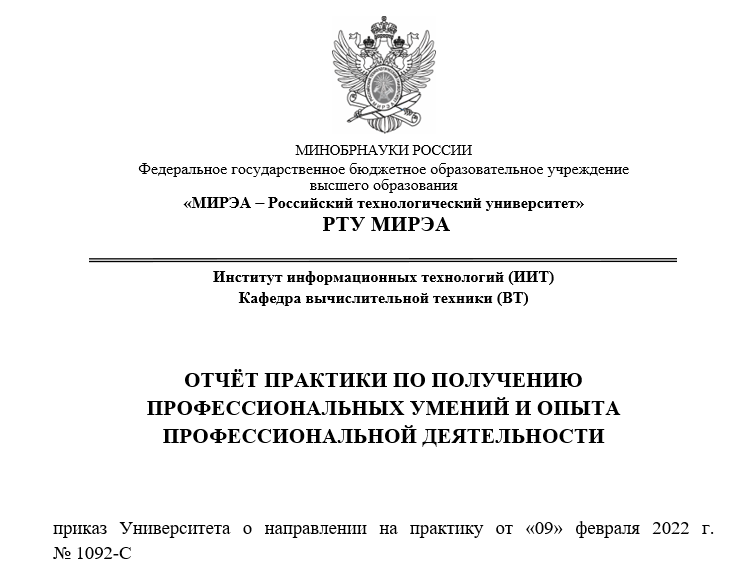 МИНОБРНАУКИ РОССИИ
Федеральное государственное бюджетное образовательное учреждение
высшего образования
«МИРЭА – Российский технологический университет»
РТУ МИРЭА
Институт информационных технологий (ИИТ)
Кафедра вычислительной техники (ВТ)
ОТЧЁТ ПРАКТИКИ ПО ПОЛУЧЕНИЮ
ПРОФЕССИОНАЛЬНЫХ УМЕНИЙ И ОПЫТА
ПРОФЕССИОНАЛЬНОЙ ДЕЯТЕЛЬНОСТИ
приказ Университета о направлении на практику от «09» февраля 2022 г.
№ 1092-С